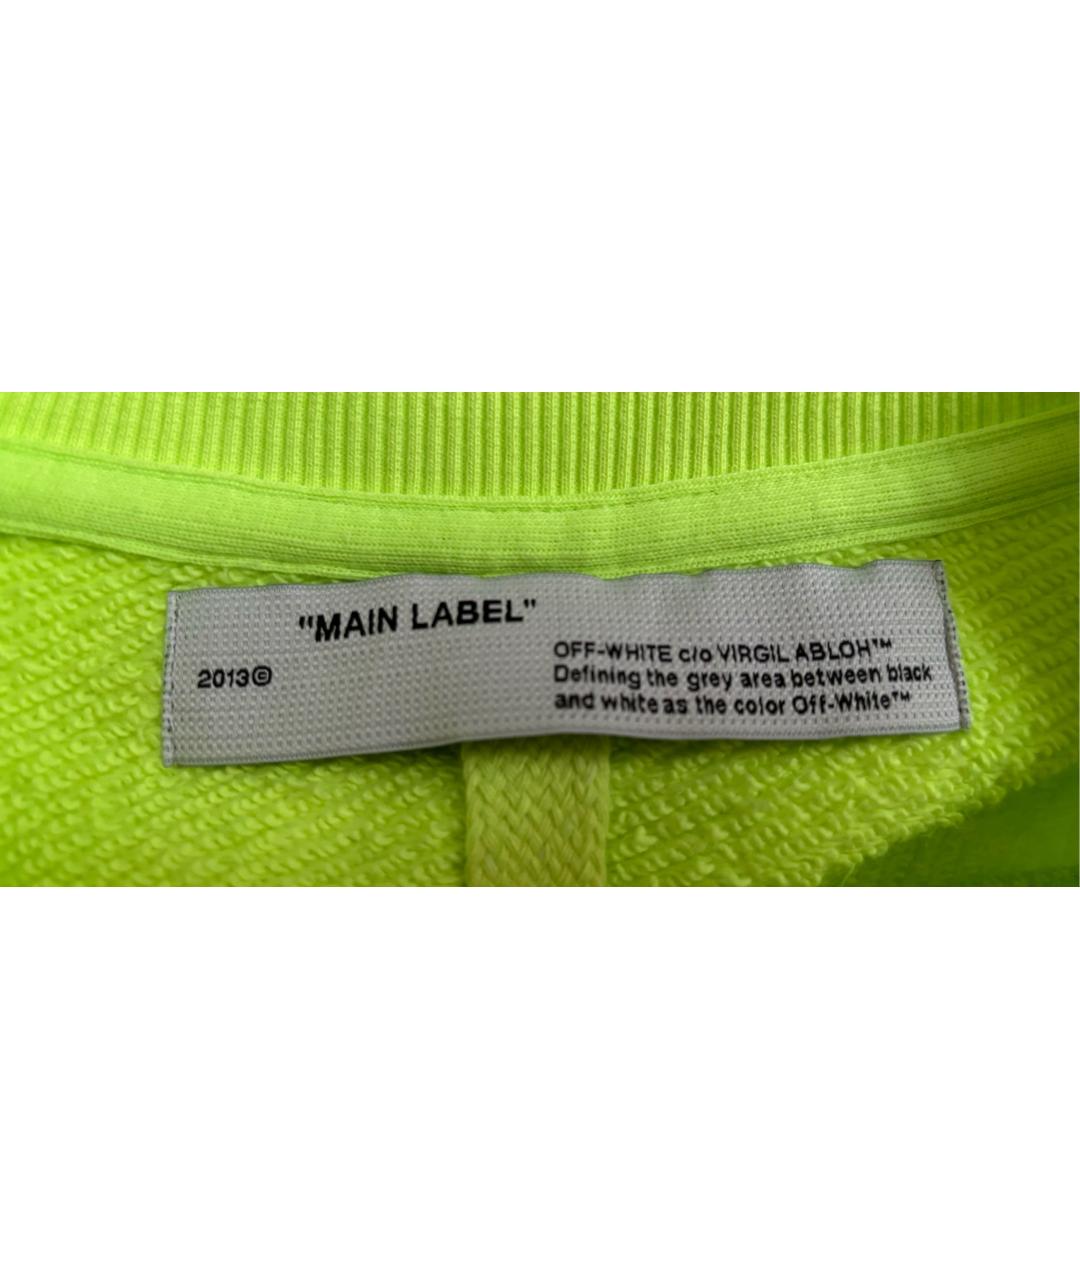 "MAIN LABEL"
2013©
OFF-WHITE c/o VIRGIL ABLOH™
Defining the grey area between black
and white as the color Off-White™